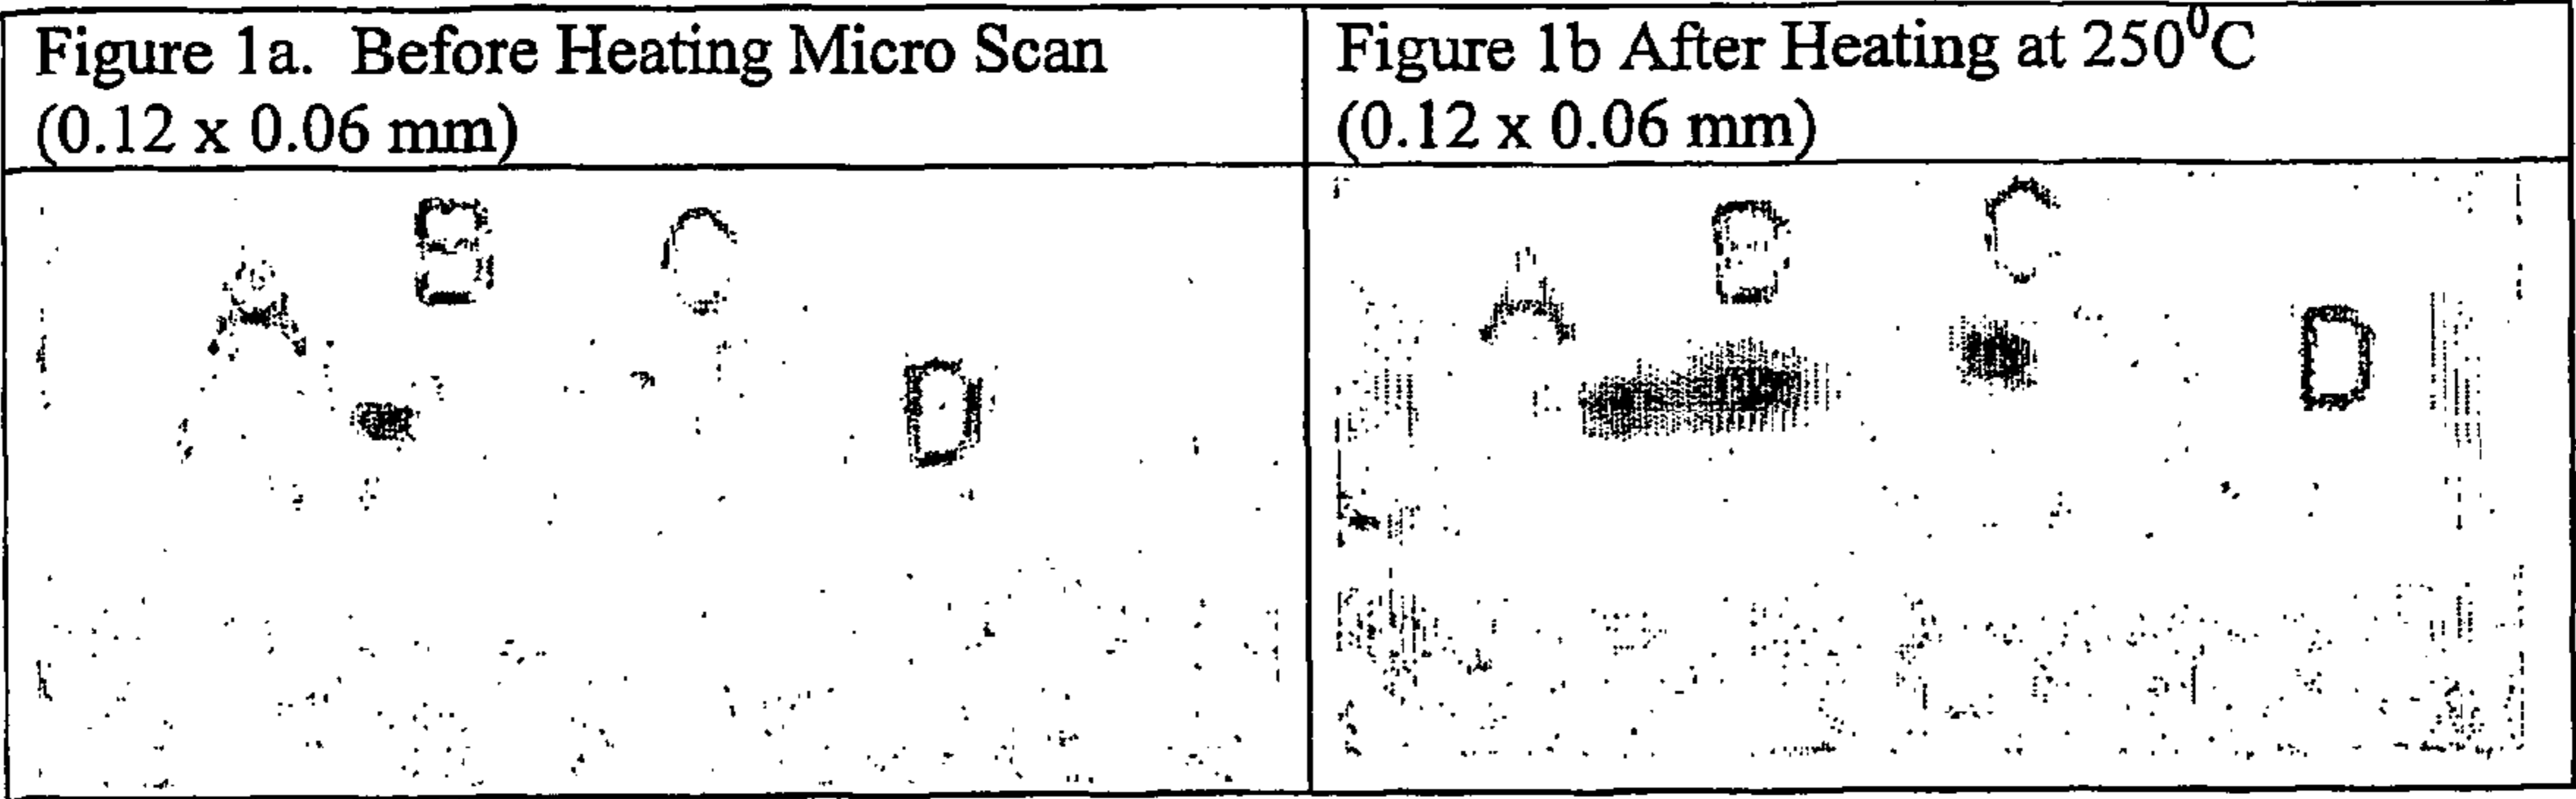 Figure 1a. Before Heating Micro Scan
(0.12 x 0.06 mm)
Figure 1b After Heating at 250⁰C
(0.12 x 0.06 mm)
A
B
C
D
A
B
C
D